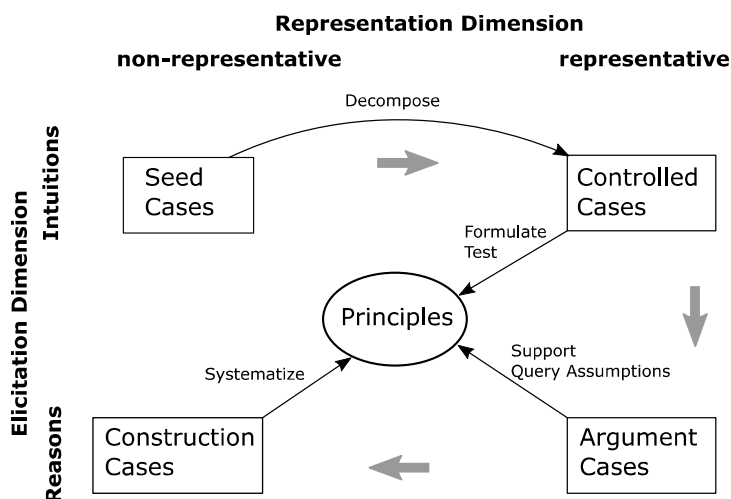 Representation Dimension
non-representative
representative
Decompose
Elicitation Dimension
Intuitions
Seed
Cases
Controlled
Cases
Formulate
Test
Principles
Support
Query Assumptions
Systematize
Reasons
Construction
Cases
Argument
Cases